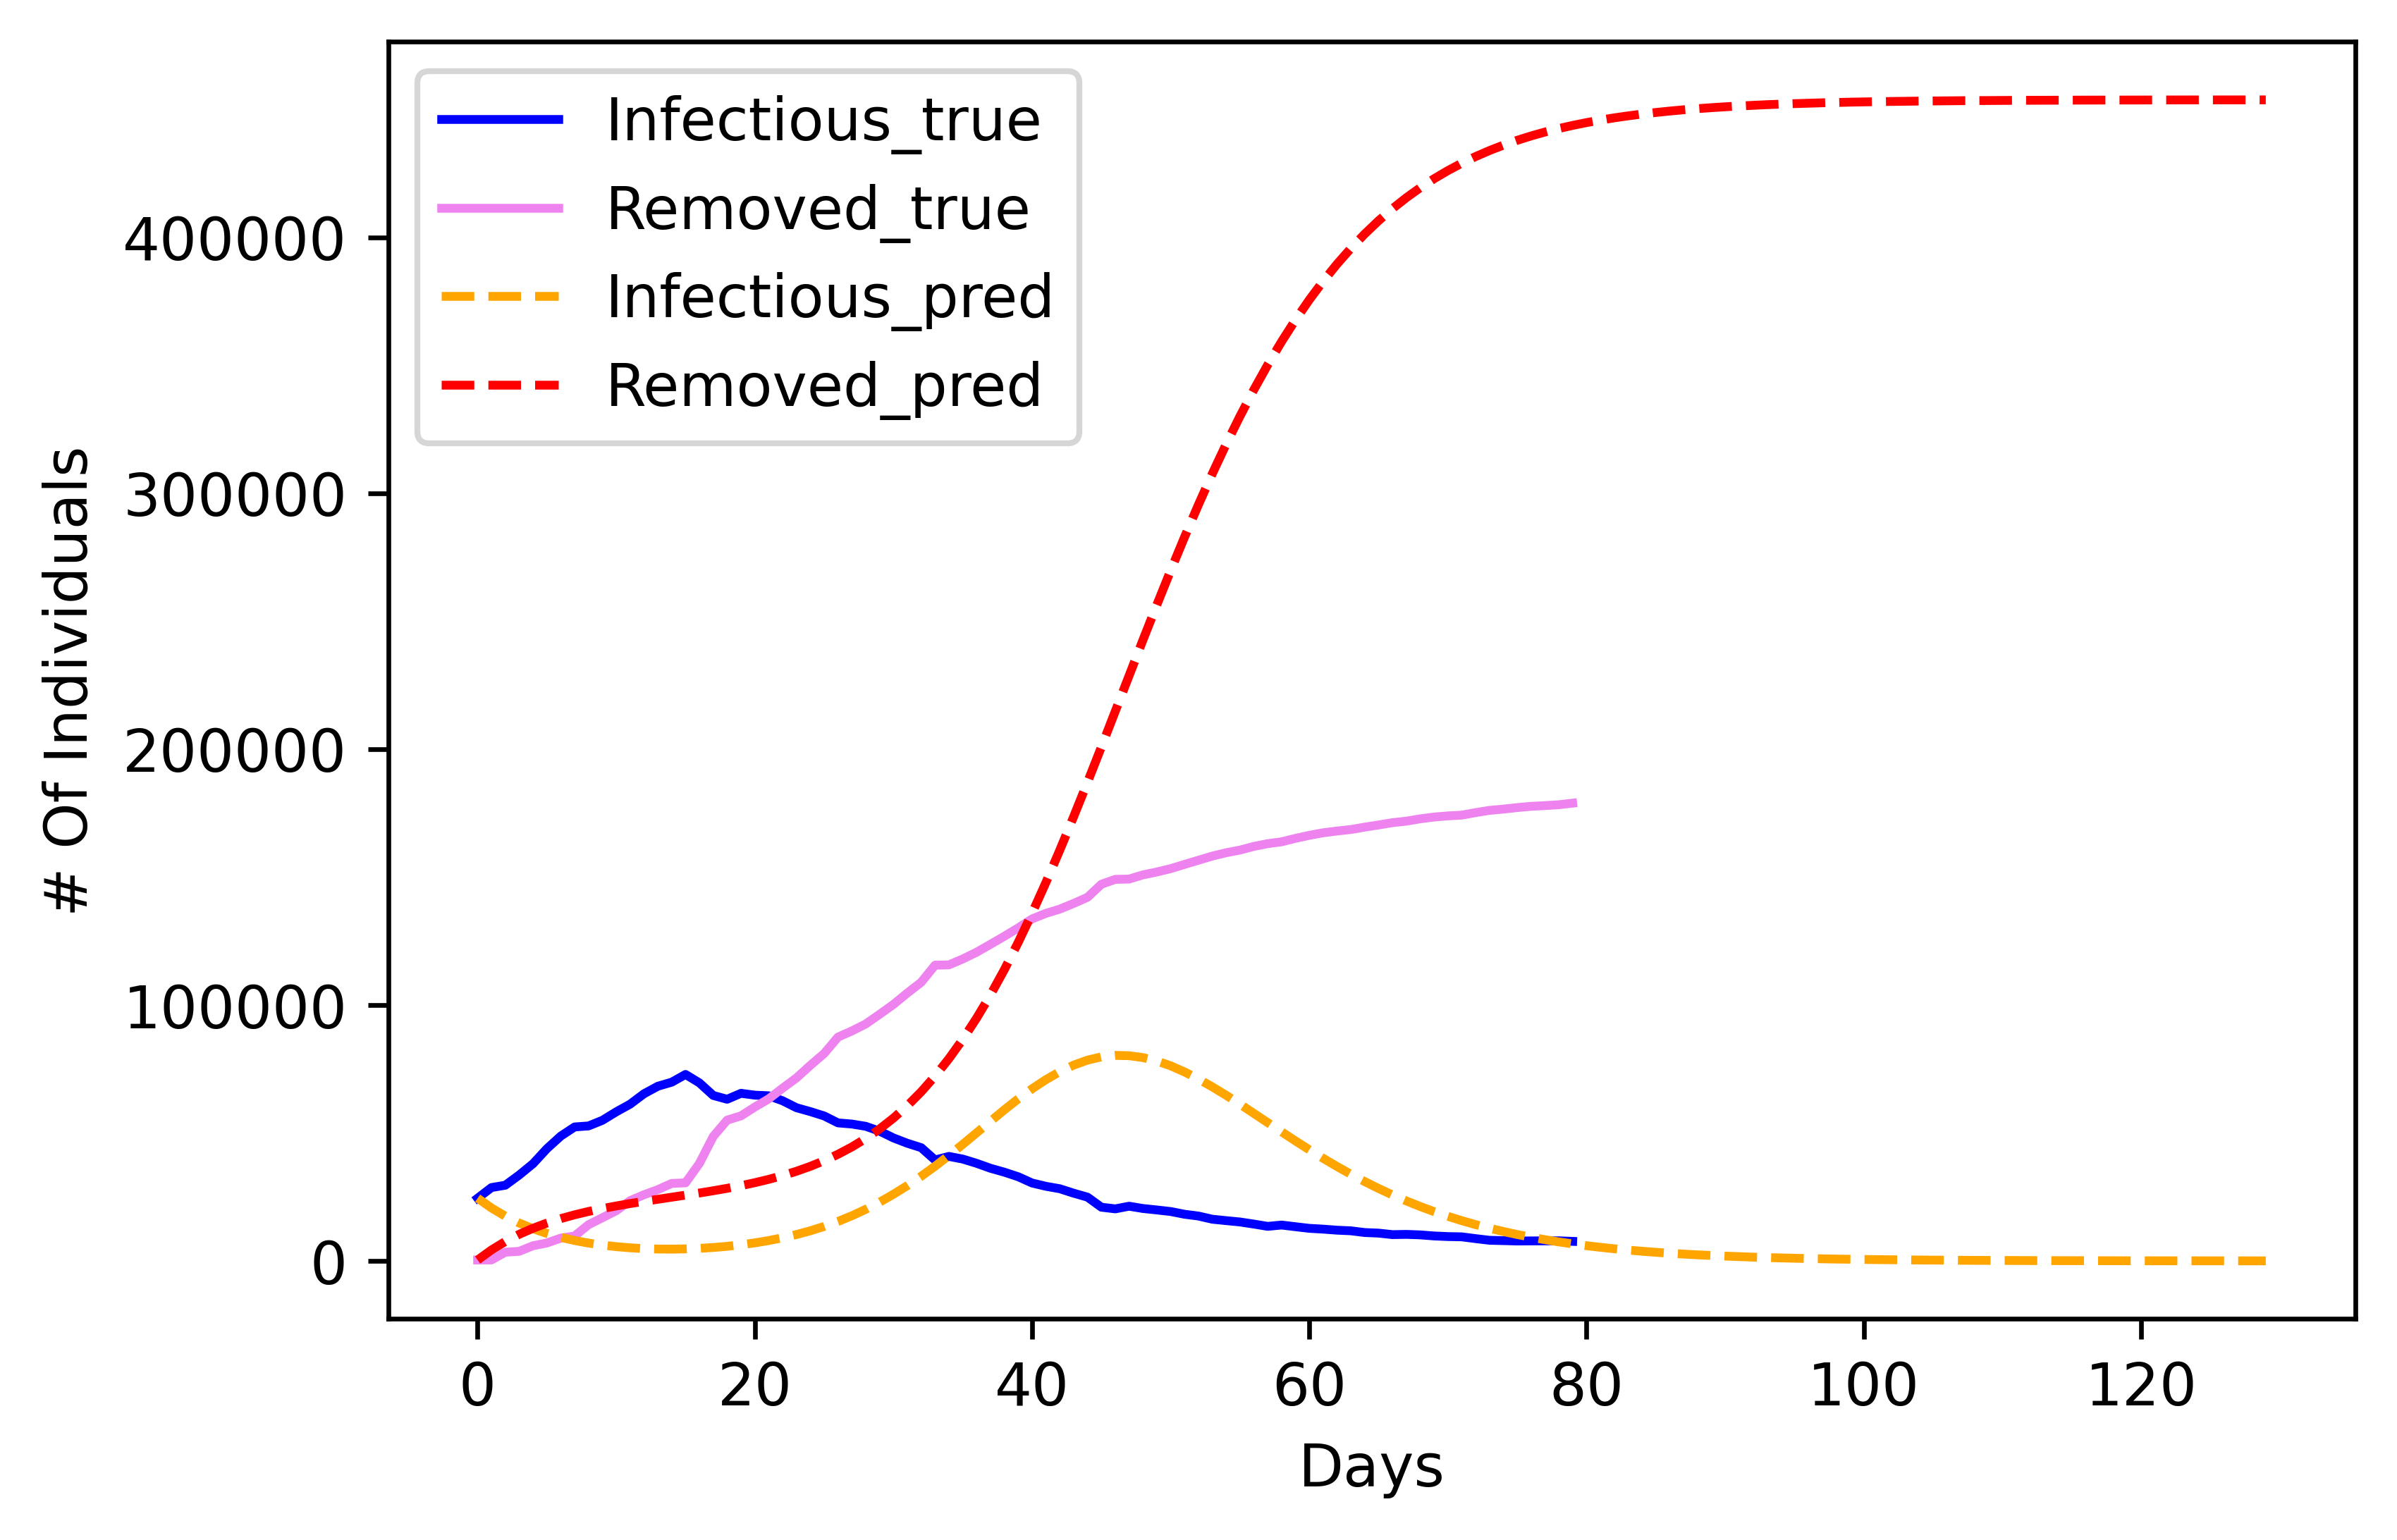 Infectious_true
Removed_true
Infectious_pred
Removed_pred
400000
300000
200000
100000
0
# Of Individuals
0 20 40 60 80 100 120
Days